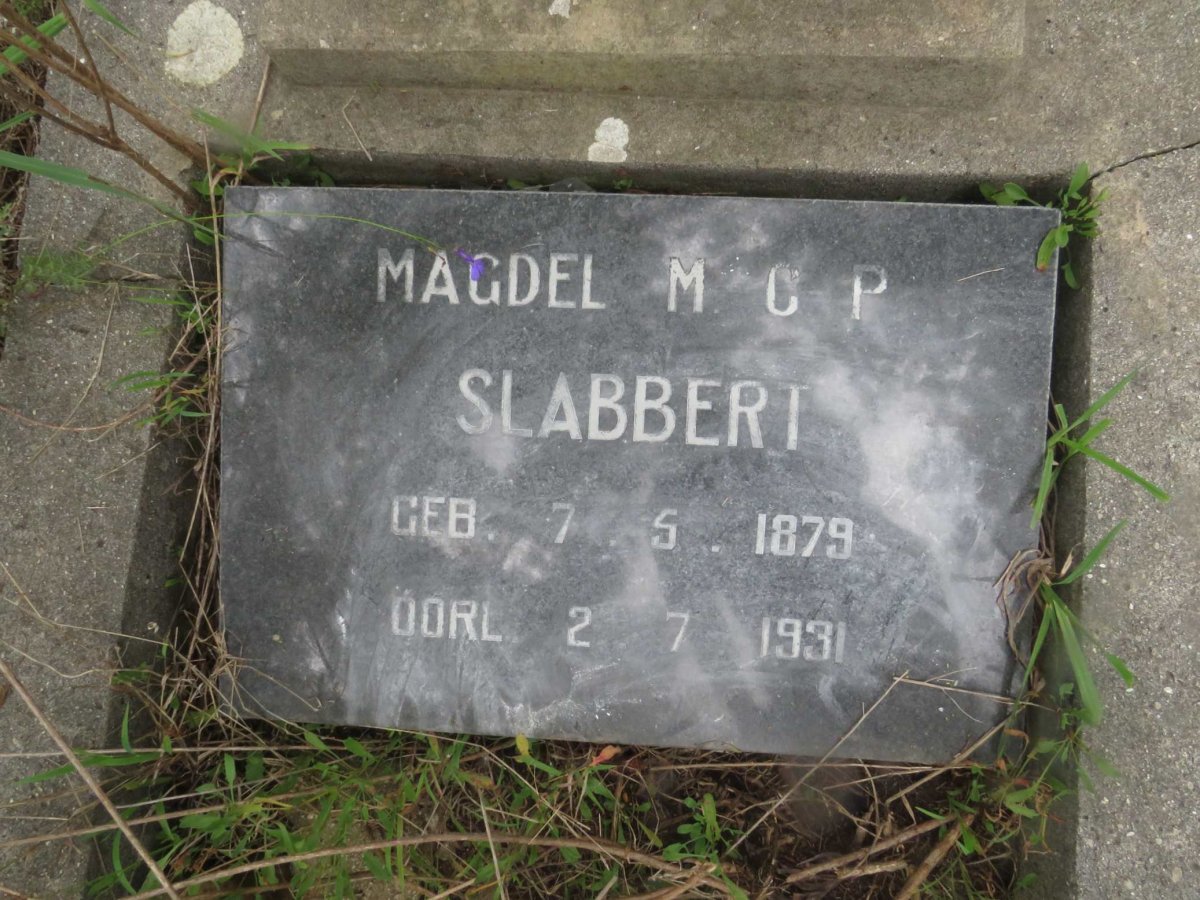 MAGDEL M C P
SLABBERT
GEB. 7. 5. 1879
OORL. 2 7 1931